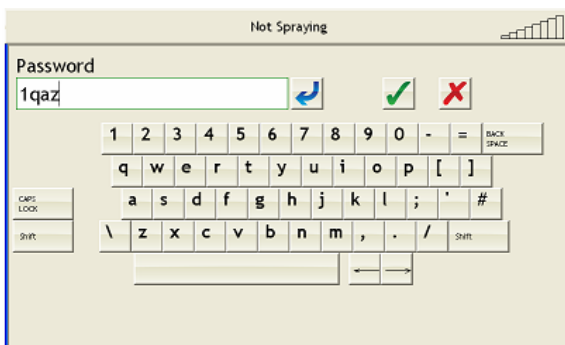 Not Spraying
Password
1qaz
1 2 3 4 5 6 7 8 9 0 - = BACK SPACE
q w e r t y u i o p [ ]
CAPS LOCK a s d f g h j k l ; ' #
Shift \ z x c v b n m , . / Shift